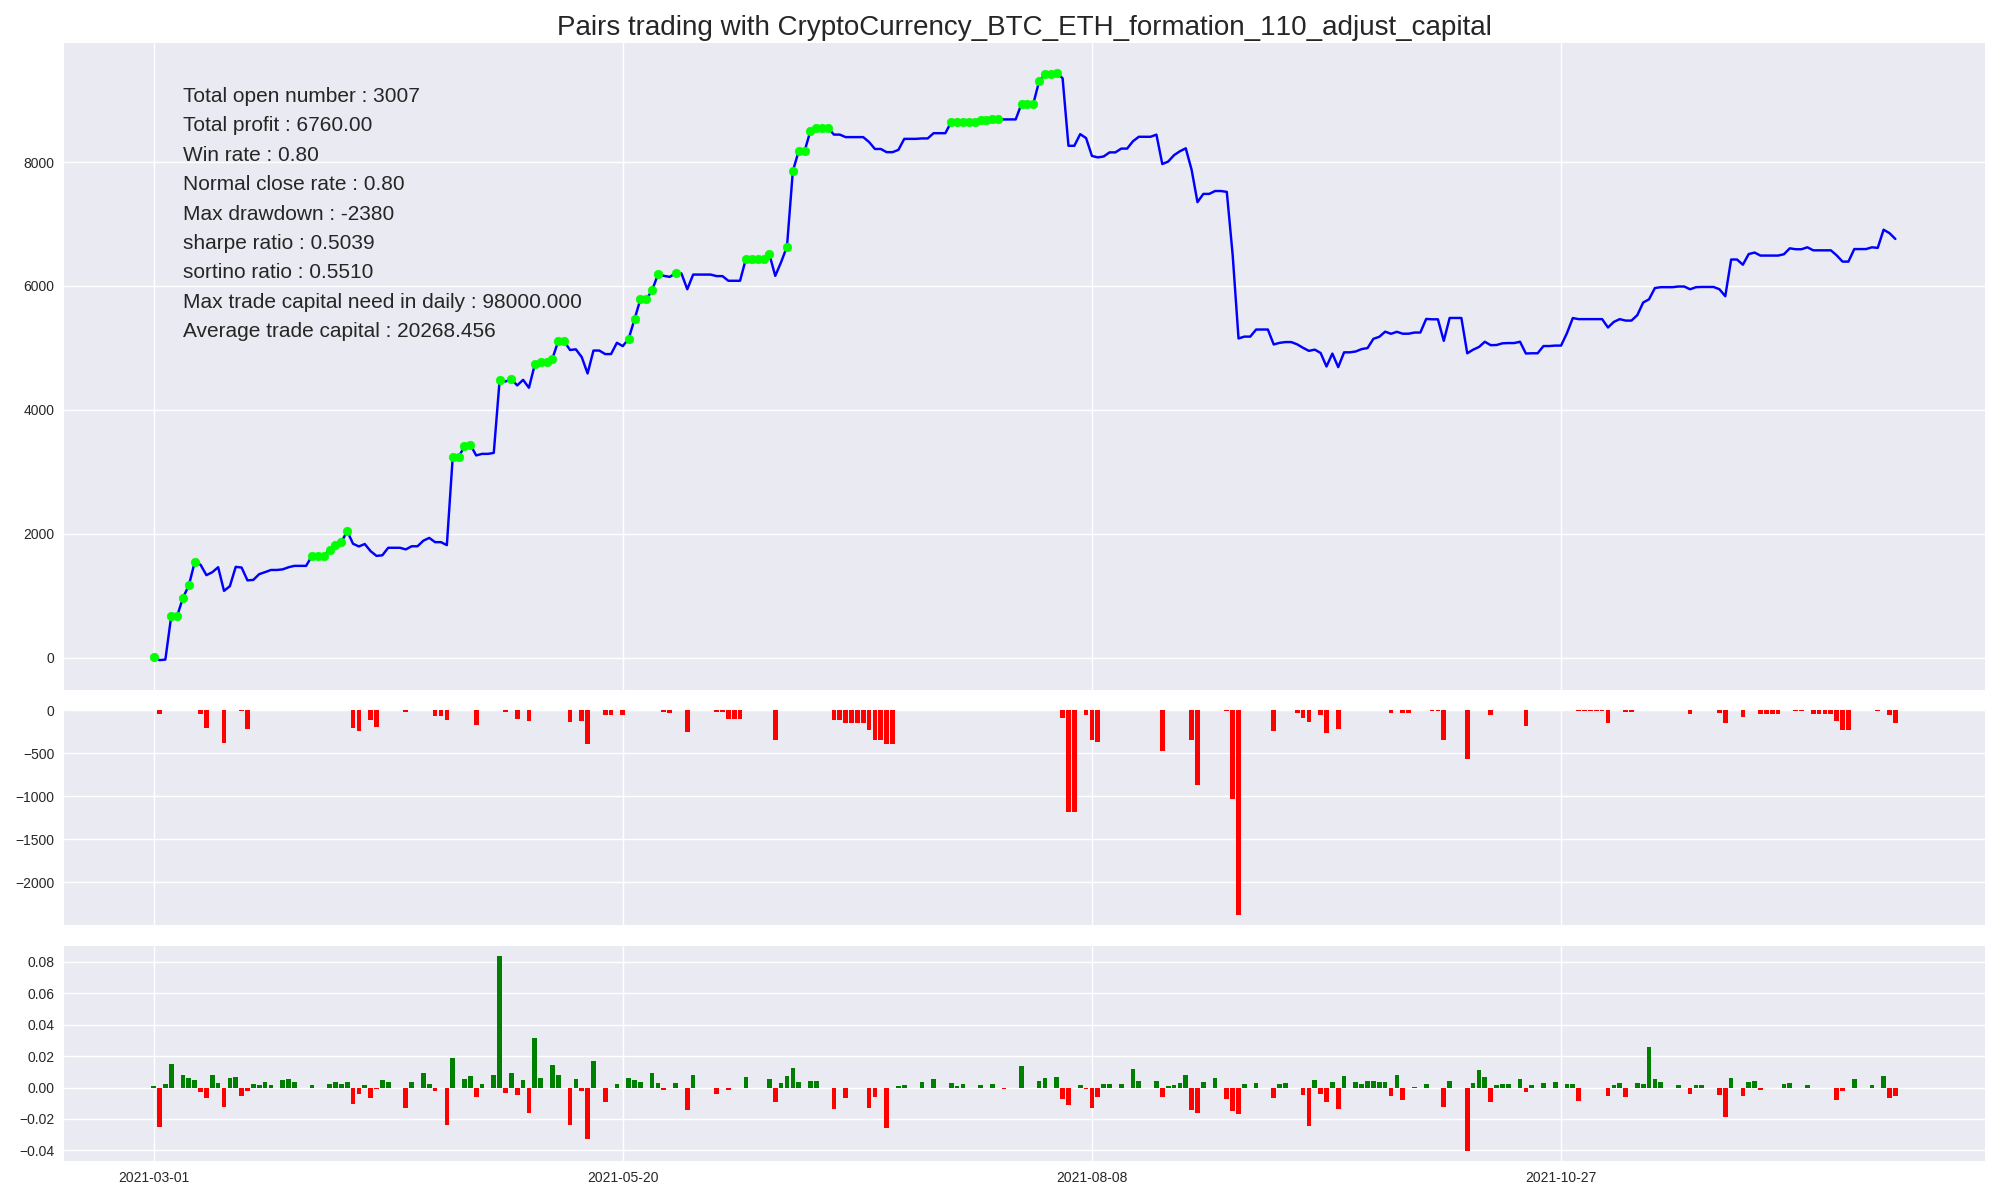 Pairs trading with CryptoCurrency_BTC_ETH_formation_110_adjust_capital
Total open number : 3007
Total profit : 6760.00
Win rate : 0.80
Normal close rate : 0.80
Max drawdown : -2380
sharpe ratio : 0.5039
sortino ratio : 0.5510
Max trade capital need in daily : 98000.000
Average trade capital : 20268.456
8000
6000
4000
2000
0
0
−500
−1000
−1500
−2000
0.08
0.06
0.04
0.02
0.00
−0.02
−0.04
2021-03-01
2021-05-20
2021-08-08
2021-10-27